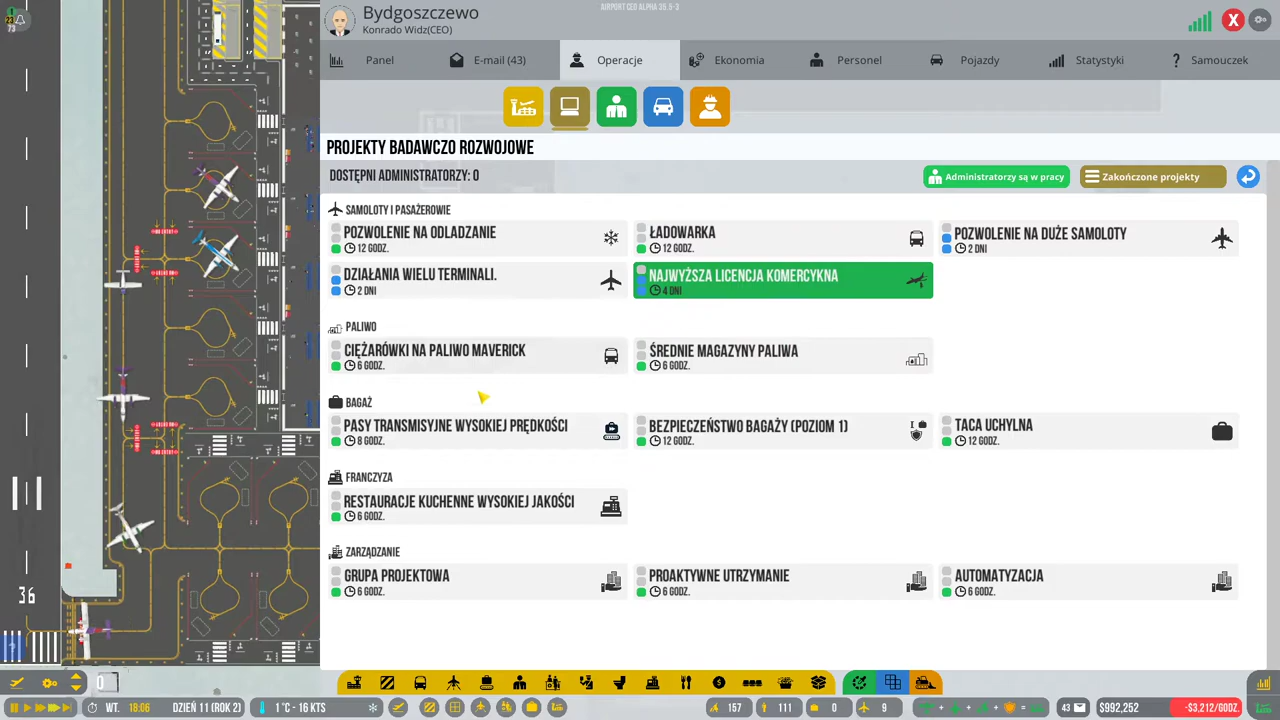 AIRPORT CEO ALPHA 35.9-3
Bydgoszczewo
Konrado Widz(CEO)
X
Panel
E-mail (43)
Operacje
Ekonomia
Personel
Pojazdy
Statystyki
Samouczek
PROJEKTY BADAWCZO ROZWOJOWE
DOSTĘPNI ADMINISTRATORZY: 0
Administratorzy są w pracy
Zakończone projekty
SAMOLOTY I PASAŻEROWIE
POZWOLENIE NA ODLADZANIE
12 GODZ.
ŁADOWARKA
12 GODZ.
POZWOLENIE NA DUŻE SAMOLOTY
2 DNI
DZIAŁANIA WIELU TERMINALI.
2 DNI
NAJWYŻSZA LICENCJA KOMERCYKNA
4 DNI
PALIWO
CIĘŻARÓWKI NA PALIWO MAVERICK
6 GODZ.
ŚREDNIE MAGAZYNY PALIWA
6 GODZ.
BAGAŻ
PASY TRANSMISYJNE WYSOKIEJ PRĘDKOŚCI
8 GODZ.
BEZPIECZEŃSTWO BAGAŻY (POZIOM 1)
12 GODZ.
TACA UCHYLNA
12 GODZ.
FRANCZYZA
RESTAURACJE KUCHENNE WYSOKIEJ JAKOŚCI
6 GODZ.
ZARZĄDZANIE
GRUPA PROJEKTOWA
6 GODZ.
PROAKTYWNE UTRZYMANIE
6 GODZ.
AUTOMATYZACJA
6 GODZ.
36
0
WT. 18:06
DZIEŃ 11 (ROK 2)
1 °C - 16 KTS
157
111
0
9
43
$992,252
-$3,212/GODZ.